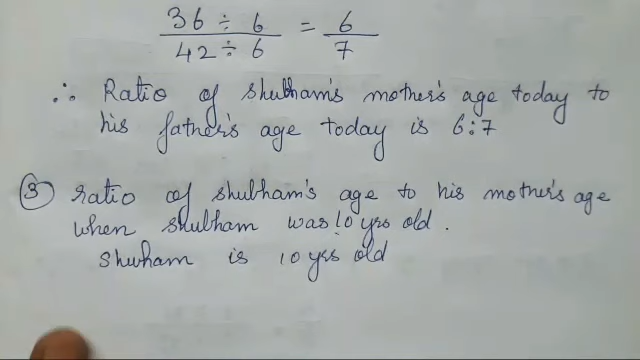 36 ÷ 6 = 6
42 ÷ 6 7
∴ Ratio of Shubham's mother's age today to
his father's age today is 6:7
③ ratio of Shubham's age to his mother's age
when Shubham was 10 yrs old.
Shubham is 10 yrs old